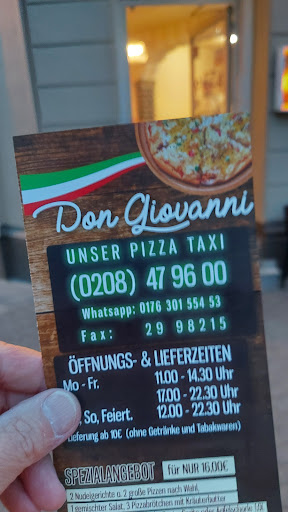 Don Giovanni
UNSER PIZZA TAXI
(0208) 47 96 00
Whatsapp: 0176 301 554 53
Fax: 29 98215
ÖFFNUNGS- & LIEFERZEITEN
Mo - Fr. 11.00 - 14.30 Uhr
17.00 - 22.30 Uhr
So, Feiert. 12.00 - 22.30 Uhr
Lieferung ab 10€ (ohne Getränke und Tabakwaren)
SPEZIALANGEBOT für NUR 16,00€
2 Nudelgerichte o. 2 große Pizzen nach Wahl,
1 gemischter Salat, 3 Pizzabrötchen mit Kräuterbutter